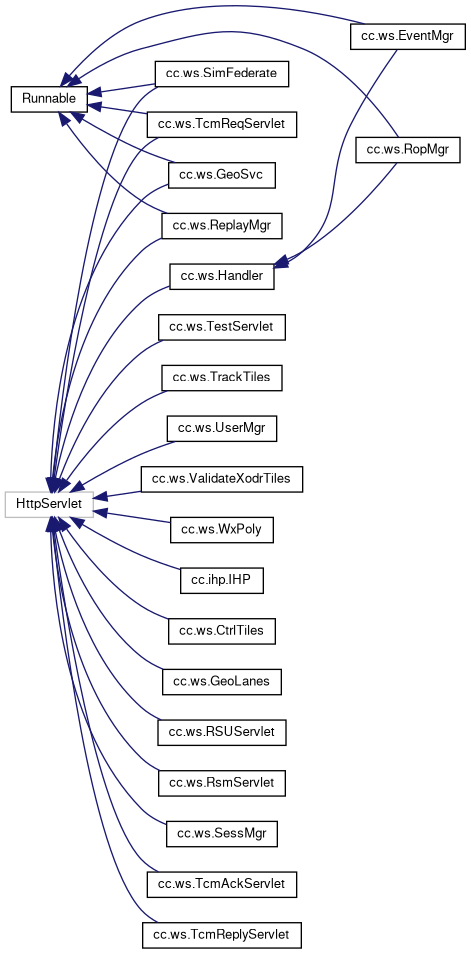 cc.ws.EventMgr
cc.ws.SimFederate
Runnable
cc.ws.TcmReqServlet
cc.ws.RopMgr
cc.ws.GeoSvc
cc.ws.ReplayMgr
cc.ws.Handler
cc.ws.TestServlet
cc.ws.TrackTiles
cc.ws.UserMgr
cc.ws.ValidateXodrTiles
HttpServlet
cc.ws.WxPoly
cc.ihp.IHP
cc.ws.CtrlTiles
cc.ws.GeoLanes
cc.ws.RSUServlet
cc.ws.RsmServlet
cc.ws.SessMgr
cc.ws.TcmAckServlet
cc.ws.TcmReplyServlet